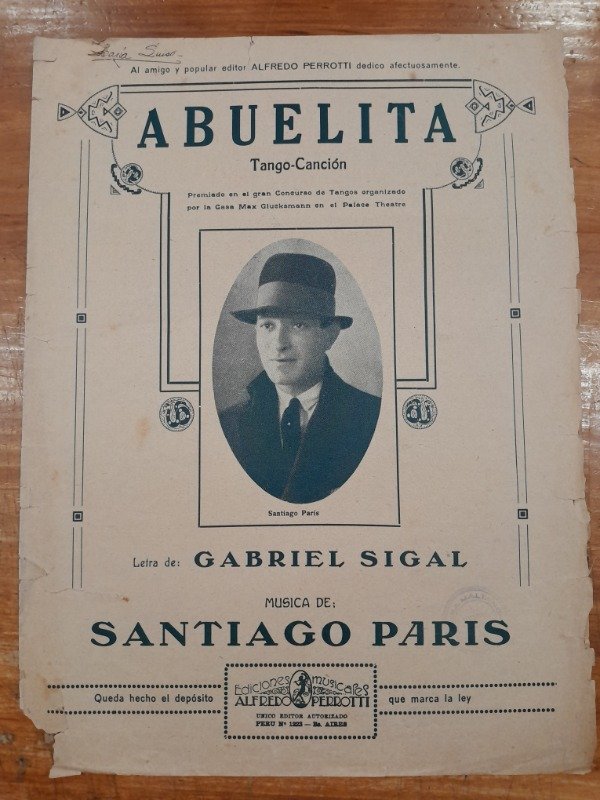 Al amigo y popular editor ALFREDO PERROTTI dedico afectuosamente.
ABUELITA
Tango-Canción
Premiado en el gran Concurso de Tangos organizado
por la Casa Max Glucksmann en el Palace Theatre
Santiago París
Letra de: GABRIEL SIGAL
MUSICA DE;
SANTIAGO PARIS
Ediciones musicales
ALFREDO PERROTTI
UNICO EDITOR AUTORIZADO
PERU Nº 1223 - Bs. AIRES
Queda hecho el depósito que marca la ley